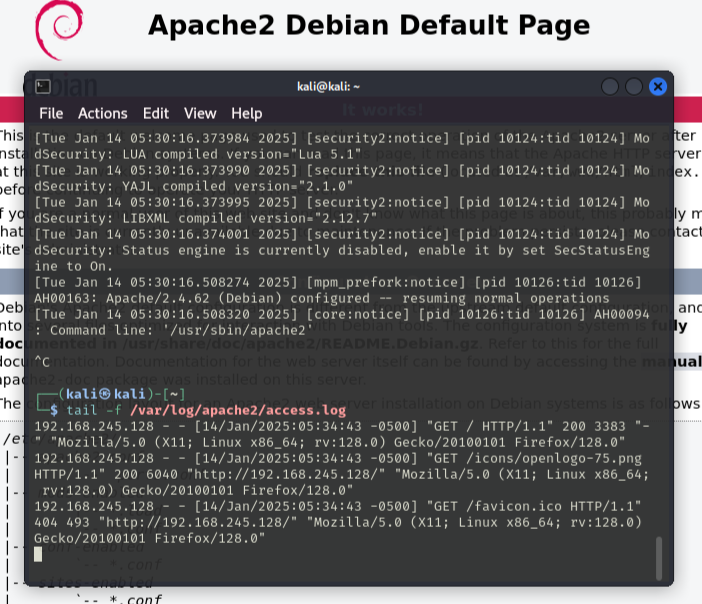 Apache2 Debian Default Page
debian
kali@kali: ~
File Actions Edit View Help
It works!
[Tue Jan 14 05:30:16.373984 2025] [security2:notice] [pid 10124:tid 10124] Mo
dSecurity: LUA compiled version="Lua 5.1"
[Tue Jan 14 05:30:16.373990 2025] [security2:notice] [pid 10124:tid 10124] Mo
dSecurity: YAJL compiled version="2.1.0"
[Tue Jan 14 05:30:16.373995 2025] [security2:notice] [pid 10124:tid 10124] Mo
dSecurity: LIBXML compiled version="2.12.7"
[Tue Jan 14 05:30:16.374001 2025] [security2:notice] [pid 10124:tid 10124] Mo
dSecurity: Status engine is currently disabled, enable it by set SecStatusEng
ine to On.
[Tue Jan 14 05:30:16.508274 2025] [mpm_prefork:notice] [pid 10126:tid 10126]
AH00163: Apache/2.4.62 (Debian) configured -- resuming normal operations
[Tue Jan 14 05:30:16.508320 2025] [core:notice] [pid 10126:tid 10126] AH00094
: Command line: '/usr/sbin/apache2'
^C
(kali㉿kali)-[~]
$ tail -f /var/log/apache2/access.log
192.168.245.128 - - [14/Jan/2025:05:34:43 -0500] "GET / HTTP/1.1" 200 3383 "-
" "Mozilla/5.0 (X11; Linux x86_64; rv:128.0) Gecko/20100101 Firefox/128.0"
192.168.245.128 - - [14/Jan/2025:05:34:43 -0500] "GET /icons/openlogo-75.png
HTTP/1.1" 200 6040 "http://192.168.245.128/" "Mozilla/5.0 (X11; Linux x86_64;
rv:128.0) Gecko/20100101 Firefox/128.0"
192.168.245.128 - - [14/Jan/2025:05:34:43 -0500] "GET /favicon.ico HTTP/1.1"
404 493 "http://192.168.245.128/" "Mozilla/5.0 (X11; Linux x86_64; rv:128.0)
Gecko/20100101 Firefox/128.0"
`-- *.conf
sites-enabled
`-- *.conf